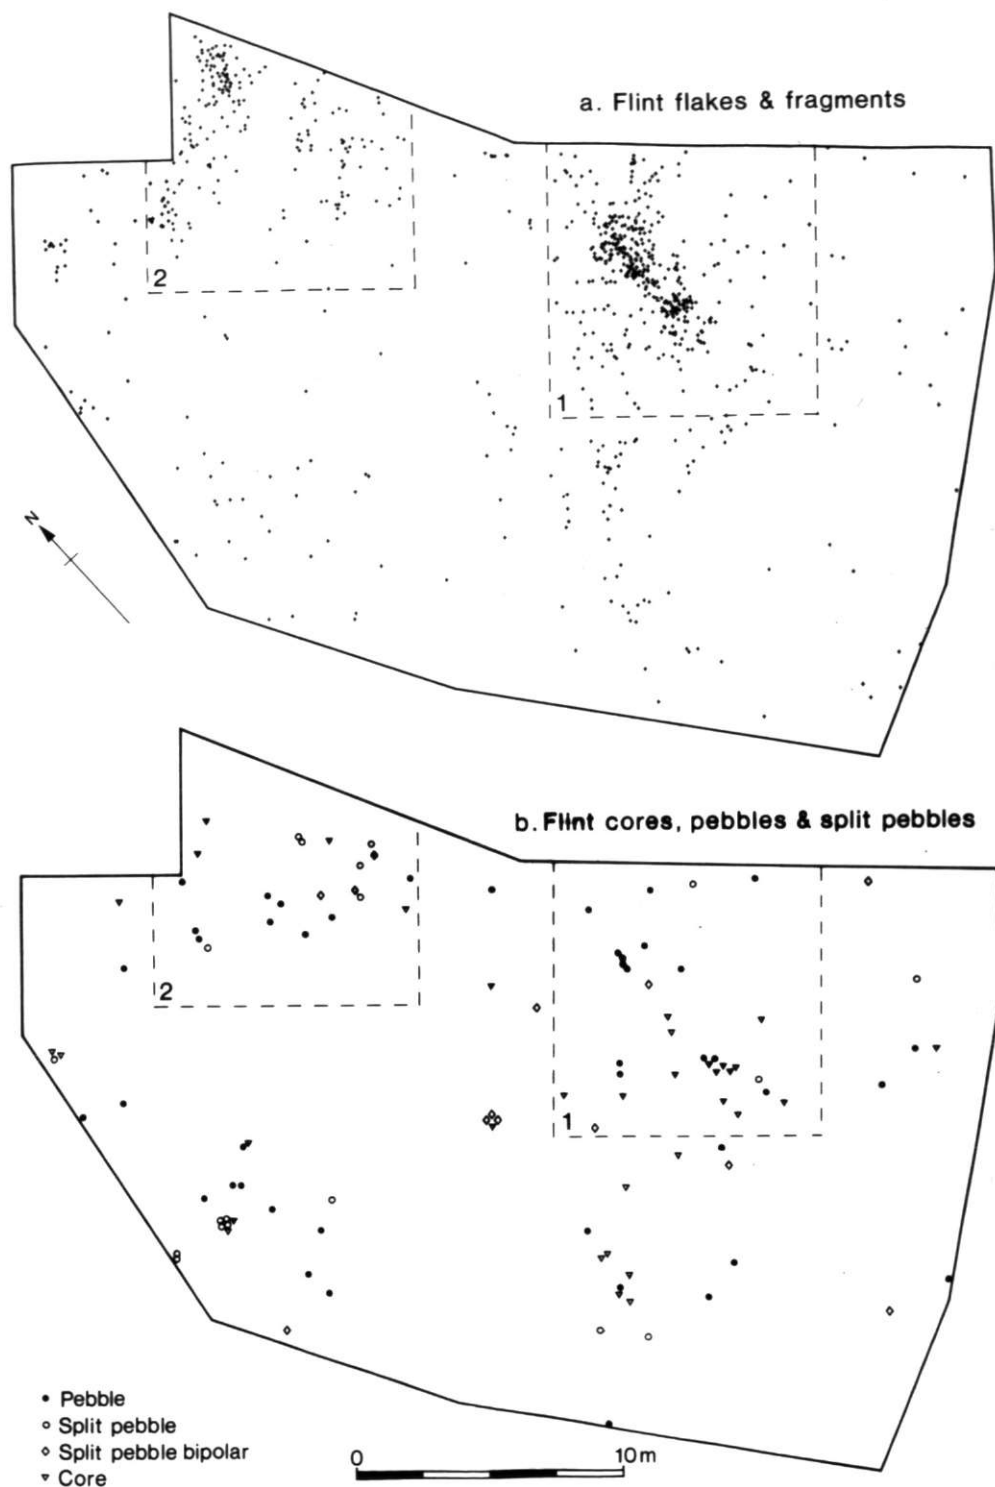 a. Flint flakes & fragments
2
1
N
b. Flint cores, pebbles & split pebbles
2
1
Pebble
Split pebble
Split pebble bipolar
Core
0 10m